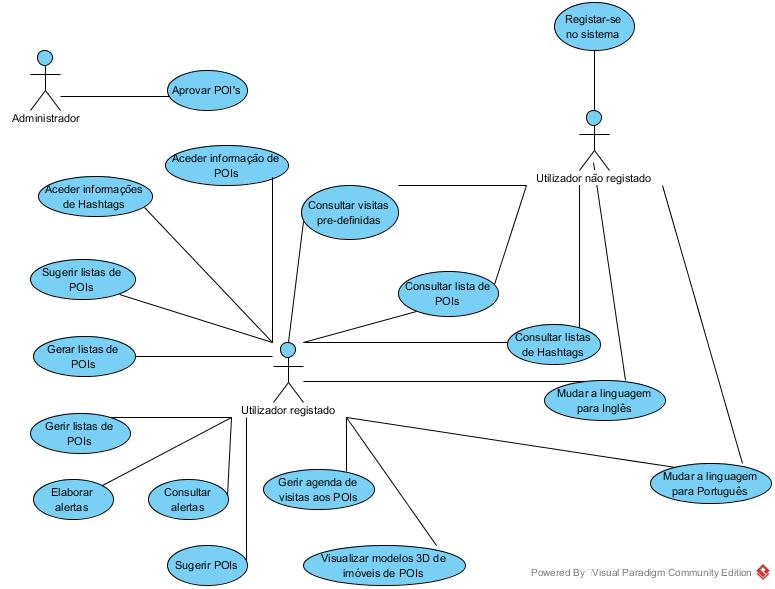 Registar-se
no sistema
Administrador
Aprovar POI's
Aceder informação de
POIs
Utilizador não registado
Aceder informações
de Hashtags
Consultar visitas
pre-definidas
Sugerir listas de
POIs
Consultar lista de
POIs
Gerar listas de
POIs
Consultar listas
de Hashtags
Utilizador registado
Mudar a linguagem
para Inglês
Gerir listas de
POIs
Elaborar
alertas
Consultar
alertas
Gerir agenda de
visitas aos POIs
Mudar a linguagem
para Português
Sugerir POIs
Visualizar modelos 3D de
imóveis de POIs
Powered By Visual Paradigm Community Edition